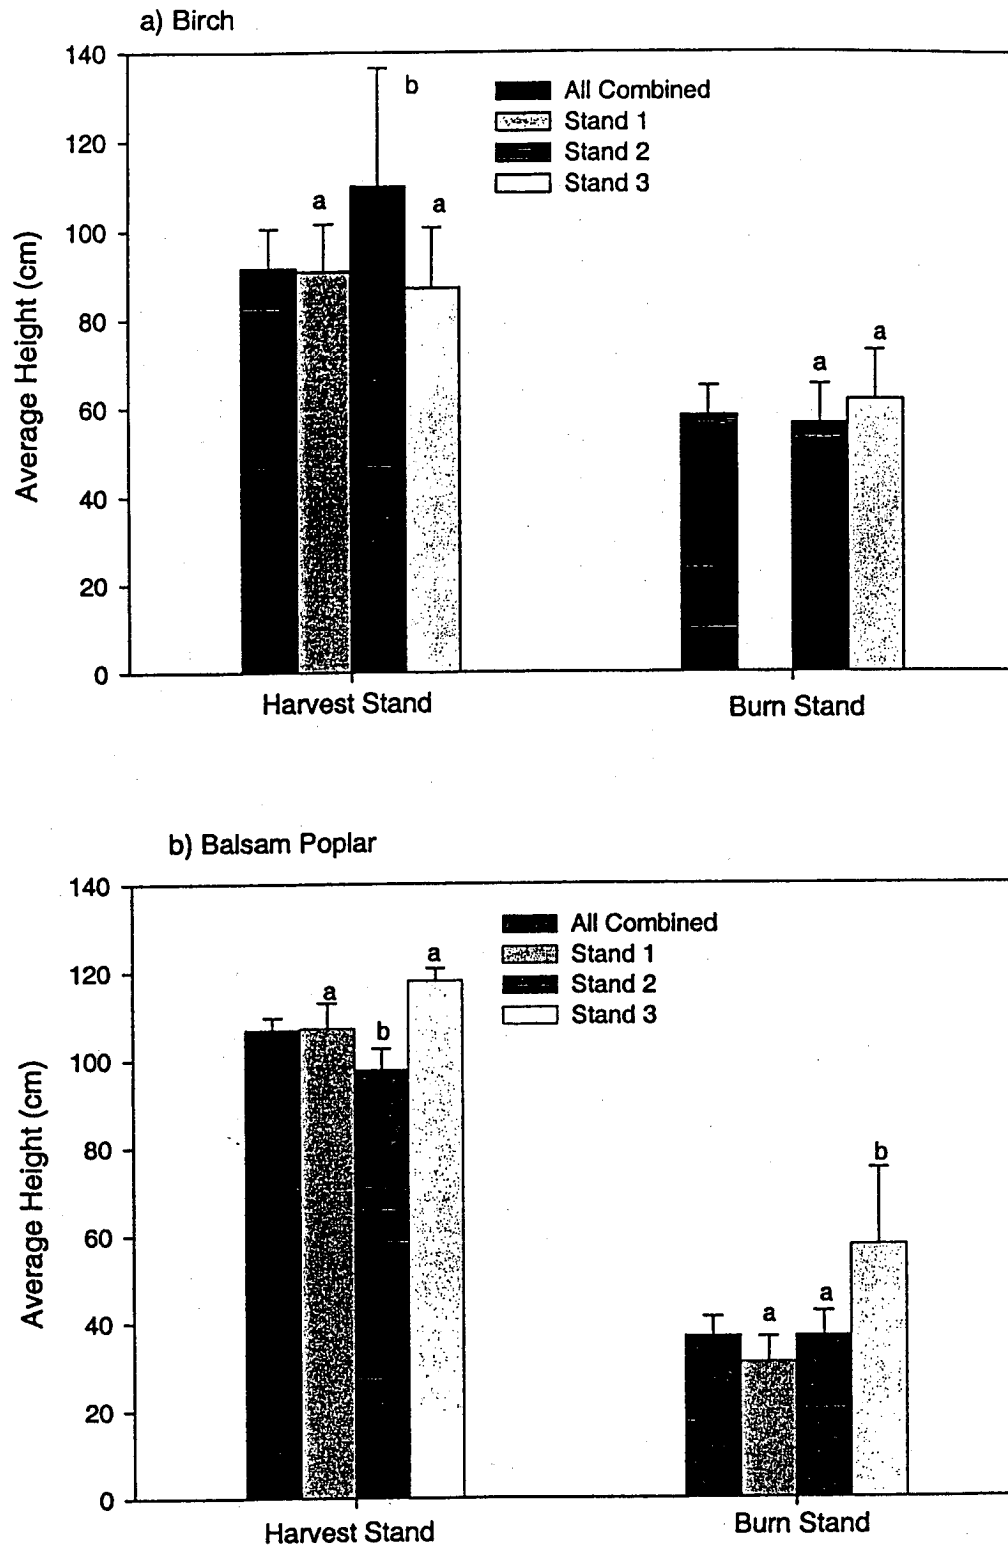 a) Birch
140
120
100
80
60
40
20
0
Average Height (cm)
b
a
a
a
a
All Combined
Stand 1
Stand 2
Stand 3
Harvest Stand
Burn Stand
b) Balsam Poplar
140
120
100
80
60
40
20
0
Average Height (cm)
a
b
a
a
a
b
All Combined
Stand 1
Stand 2
Stand 3
Harvest Stand
Burn Stand